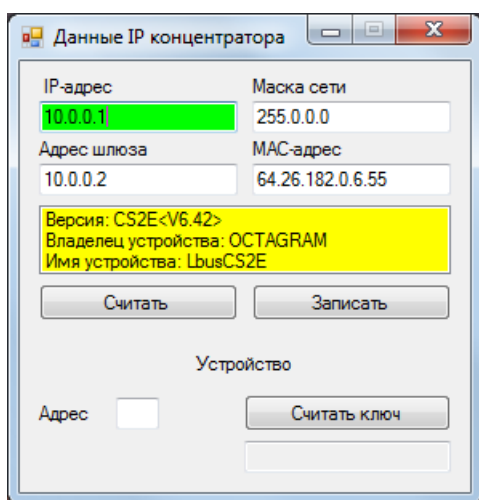 Данные IP концентратора
IP-адрес Маска сети
10.0.0.1 255.0.0.0
Адрес шлюза MAC-адрес
10.0.0.2 64.26.182.0.6.55
Версия: CS2E<V6.42>
Владелец устройства: OCTAGRAM
Имя устройства: LbusCS2E
Считать Записать
Устройство
Адрес Считать ключ